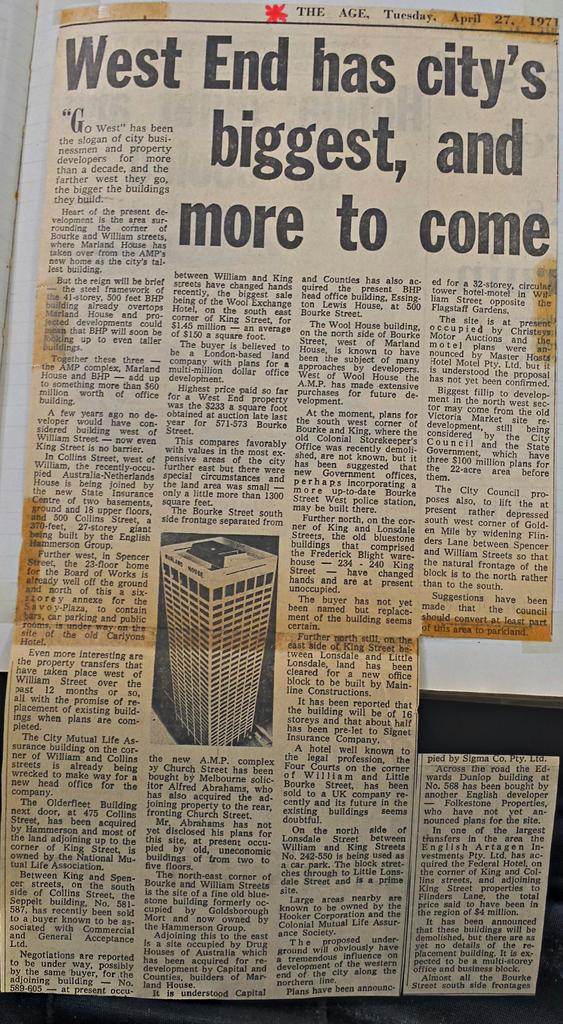 THE AGE, Tuesday, April 27, 1971
West End has city's
biggest, and
more to come
"Go West" has been
the slogan of city busi-
nessmen and property
developers for more
than a decade, and the
farther west they go,
the bigger the buildings
they build.
Heart of the present de-
velopment is the area sur-
rounding the corner of
Bourke and William streets,
where Marland House has
taken over from the AMP's
new home as the city's tal-
lest building.
But the reign will be brief
— the steel framework of
the 41-storey, 500 feet BHP
building already overtops
Marland House and pro-
jected developments could
mean that BHP will soon be
looking up to even taller
buildings.
Together these three —
the AMP complex, Marland
House and BHP — add up
to something more than $60
million worth of office
building.
A few years ago no de-
veloper would have con-
sidered building west of
William Street — now even
King Street is no barrier.
In Collins Street, west of
William, the recently-occu-
pied Australia-Netherlands
House is being joined by
the new State Insurance
Centre of two basements,
ground and 18 upper floors,
and 500 Collins Street, a
370-feet, 27-storey giant
being built by the English
Hammerson Group.
Further west, in Spencer
Street, the 23-floor home
for the Board of Works is
already well off the ground
and north of this a six-
storey annexe for the
Savoy-Plaza, to contain
bars, car parking and public
rooms, is under way on the
site of the old Carlyons
Hotel.
Even more interesting are
the property transfers that
have taken place west of
William Street over the
past 12 months or so,
all with the promise of re-
placement of existing build-
ings when plans are com-
pleted.
The City Mutual Life As-
surance building on the cor-
ner of William and Collins
streets is already being
wrecked to make way for a
new head office for the
company.
The Olderfleet Building
next door, at 475 Collins
Street, has been acquired
by Hammerson and most of
the land adjoining up to the
corner of King Street, is
owned by the National Mu-
tual Life Association.
Between King and Spen-
cer streets, on the south
side of Collins Street, the
Seppelt building, No. 581-
587, has recently been sold
to a buyer known to be as-
sociated with Commercial
and General Acceptance
Ltd.
Negotiations are reported
to be under way, possibly
by the same buyer, for the
adjoining building — No.
589-605 — at present occu-
between William and King
streets have changed hands
recently, the biggest sale
being of the Wool Exchange
Hotel, on the south east
corner of King Street, for
$1.45 million — an average
of $150 a square foot.
The buyer is believed to
be a London-based land
company with plans for a
multi-million dollar office
development.
Highest price paid so far
for a West End property
was the $233 a square foot
obtained at auction late last
year for 571-573 Bourke
Street.
This compares favorably
with values in the most ex-
pensive areas of the city
further east but there were
special circumstances and
the land area was small —
only a little more than 1300
square feet.
The Bourke Street south
side frontage separated from
MARLAND HOUSE
the new A.M.P. complex
by Church Street has been
bought by Melbourne solici-
tor Alfred Abrahams, who
has also acquired the ad-
joining property to the rear,
fronting Church Street.
Mr. Abrahams has not
yet disclosed his plans for
this site, at present occu-
pied by old, uneconomic
buildings of from two to
five floors.
The north-east corner of
Bourke and William Streets
is the site of a fine old blue-
stone building formerly oc-
cupied by Goldsborough
Mort and now owned by
the Hammerson Group.
Adjoining this to the east
is a site occupied by Drug
Houses of Australia which
has been acquired for re-
development by Capital and
Counties, builders of Mar-
land House.
It is understood Capital
and Counties has also ac-
quired the present BHP
head office building, Essing-
ton Lewis House, at 500
Bourke Street.
The Wool House building,
on the north side of Bourke
Street, west of Marland
House, is known to have
been the subject of many
approaches by developers.
West of Wool House the
A.M.P. has made extensive
purchases for future de-
velopment.
At the moment, plans for
the south west corner of
Bourke and King, where the
old Colonial Storekeeper's
Office was recently demol-
ished, are not known, but it
has been suggested that
new Government offices,
perhaps incorporating a
more up-to-date Bourke
Street West police station,
may be built there.
Further north, on the cor-
ner of King and Lonsdale
Streets, the old bluestone
buildings that comprised
the Frederick Blight ware-
house — 234 - 240 King
Street — have changed
hands and are at present
unoccupied.
The buyer has not yet
been named but replace-
ment of the building seems
certain.
Further north still, on the
east side of King Street be-
tween Lonsdale and Little
Lonsdale, land has been
cleared for a new office
block to be built by Main-
line Constructions.
It has been reported that
the building will be of 16
storeys and that about half
has been pre-let to Signet
Insurance Company.
A hotel well known to
the legal profession, the
Four Courts on the corner
of William and Little
Bourke Street, has been
sold to a UK company re-
cently and its future in the
existing buildings seems
doubtful.
On the north side of
Lonsdale Street between
William and King Streets
No. 242-550 is being used as
a car park. The block stret-
ches through to Little Lons-
dale Street and is a prime
site.
Large areas nearby are
known to be owned by the
Hooker Corporation and the
Colonial Mutual Life Assur-
ance Society.
The proposed under-
ground will obviously have
a tremendous influence on
development of the western
end of the city along the
northern line.
Plans have been announc-
ed for a 32-storey, circular
tower hotel-motel in Wil-
liam Street opposite the
Flagstaff Gardens.
The site is at present
occupied by Christeys
Motor Auctions and the
motel plans were an-
nounced by Master Hosts
Hotel Motel Pty. Ltd. but it
is understood the proposal
has not yet been confirmed.
Biggest fillip to develop-
ment in the north west sec-
tor may come from the old
Victoria Market site re-
development, still being
considered by the City
Council and the State
Government, which have
three $100 million plans for
the 22-acre area before
them.
The City Council pro-
poses also, to lift the at
present rather depressed
south west corner of Gold-
en Mile by widening Flin-
ders Lane between Spencer
and William Streets so that
the natural frontage of the
block is to the north rather
than to the south.
Suggestions have been
made that the council
should convert at least part
of this area to parkland.
pied by Sigma Co. Pty. Ltd.
Across the road the Ed-
wards Dunlop building at
No. 568 has been bought by
another English developer
— Folkestone Properties,
who have not yet an-
nounced plans for the site.
In one of the largest
transfers in the area the
English Artagen In-
vestments Pty. Ltd. has ac-
quired the Federal Hotel, on
the corner of King and Col-
lins streets, and adjoining
King Street properties to
Flinders Lane, the total
price said to have been in
the region of $4 million.
It has been announced
that these buildings will be
demolished, but there are as
yet no details of the re-
placement building. It is ex-
pected to be a multi-storey
office and business block.
Almost all the Bourke
Street south side frontages